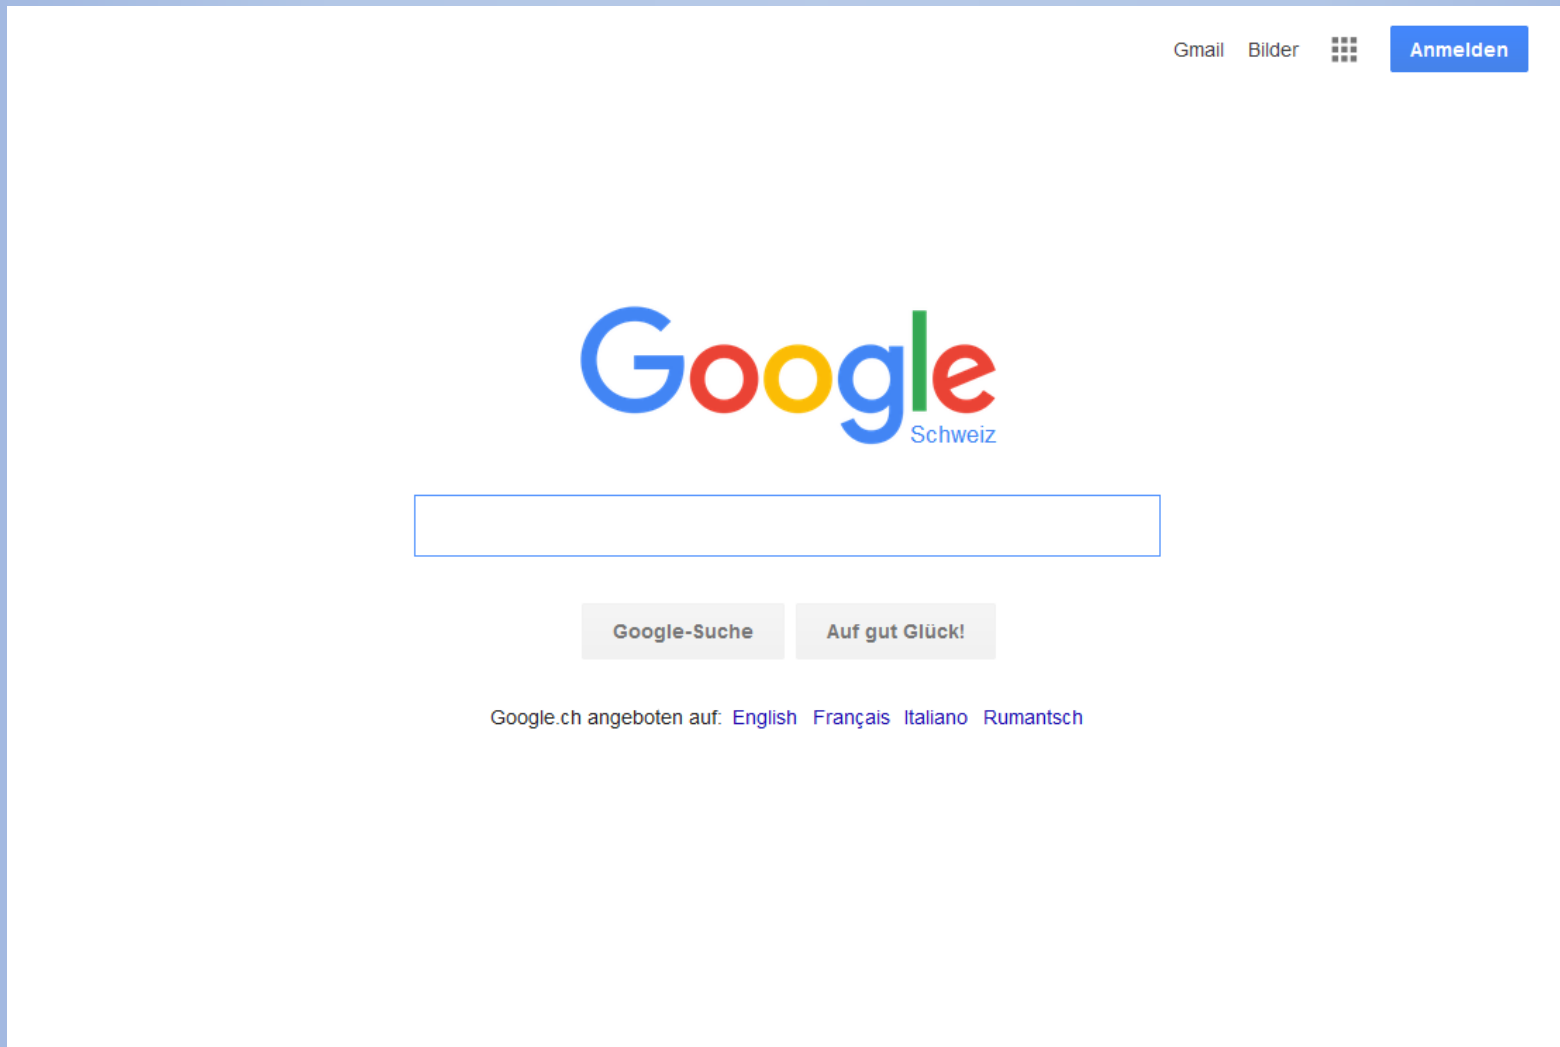 Gmail Bilder Anmelden
Google
Schweiz
Google-Suche Auf gut Glück!
Google.ch angeboten auf: English Français Italiano Rumantsch